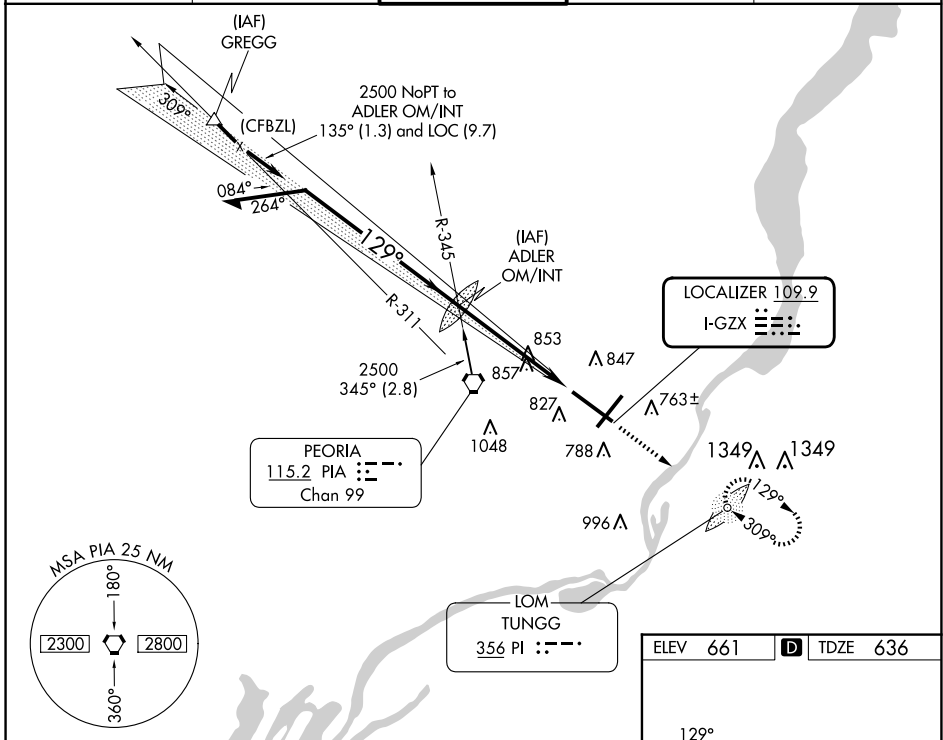 (IAF)
GREGG
2500 NoPT to
ADLER OM/INT
135° (1.3) and LOC (9.7)
309°
(CFBZL)
X
084°
264°
129°
R-345
(IAF)
ADLER
OM/INT
R-311
LOCALIZER 109.9
I-GZX
2500
345° (2.8)
853
857
847
827
763±
1048
788
1349
1349
PEORIA
115.2 PIA
Chan 99
996
129°
309°
MSA PIA 25 NM
180°
2300
2800
360°
LOM
TUNGG
356 PI
ELEV 661
D
TDZE 636
129°